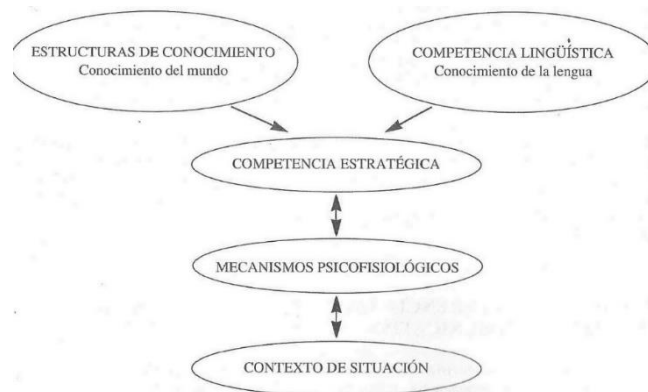 ESTRUCTURAS DE CONOCIMIENTO
Conocimiento del mundo
COMPETENCIA LINGÜÍSTICA
Conocimiento de la lengua
COMPETENCIA ESTRATÉGICA
MECANISMOS PSICOFISIOLÓGICOS
CONTEXTO DE SITUACIÓN